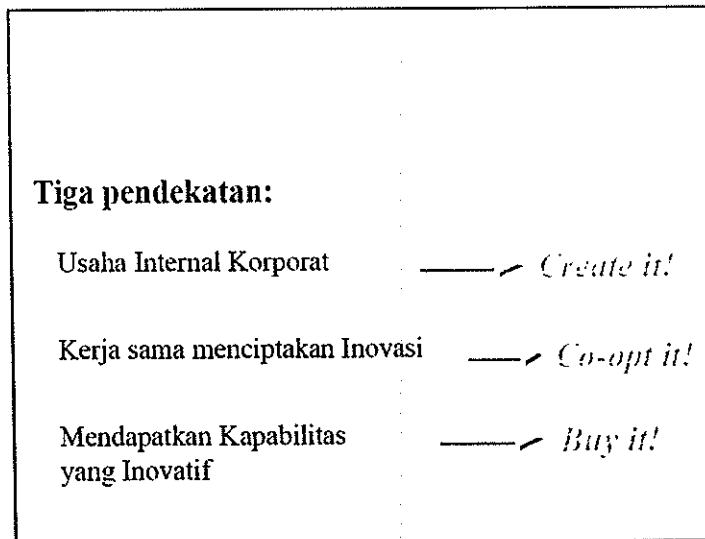 Tiga pendekatan:
Usaha Internal Korporat Create it!
Kerja sama menciptakan Inovasi Co-opt it!
Mendapatkan Kapabilitas Buy it!
yang Inovatif